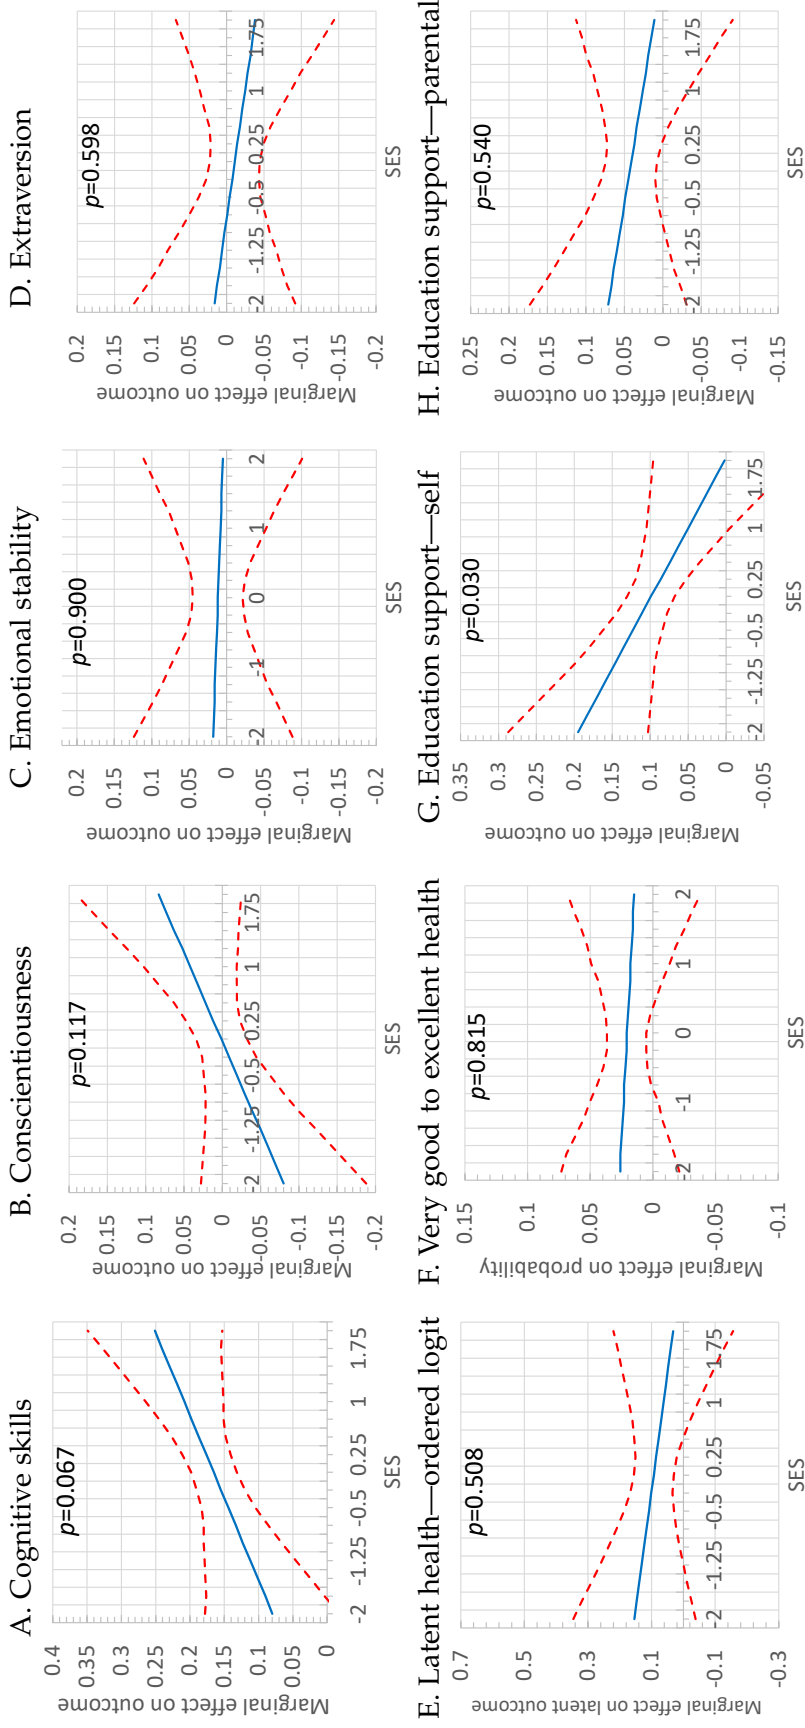 A. Cognitive skills
p=0.067
Marginal effect on outcome
0.4
0.35
0.3
0.25
0.2
0.15
0.1
0.05
0
-2 -1.25 -0.5 0.25 1 1.75
SES
B. Conscientiousness
p=0.117
Marginal effect on outcome
0.2
0.15
0.1
0.05
0
-0.05
-0.1
-0.15
-0.2
-2 -1.25 -0.5 0.25 1 1.75
SES
C. Emotional stability
p=0.900
Marginal effect on outcome
0.2
0.15
0.1
0.05
0
-0.05
-0.1
-0.15
-0.2
-2 -1 0 1 2
SES
D. Extraversion
p=0.598
Marginal effect on outcome
0.2
0.15
0.1
0.05
0
-0.05
-0.1
-0.15
-0.2
-2 -1.25 -0.5 0.25 1 1.75
SES
E. Latent health—ordered logit
p=0.508
Marginal effect on latent outcome
0.7
0.5
0.3
0.1
-0.1
-0.3
-2 -1.25 -0.5 0.25 1 1.75
SES
F. Very good to excellent health
p=0.815
Marginal effect on probability
0.15
0.1
0.05
0
-0.05
-0.1
-2 -1 0 1 2
SES
G. Education support—self
p=0.030
Marginal effect on outcome
0.35
0.3
0.25
0.2
0.15
0.1
0.05
0
-0.05
-2 -1.25 -0.5 0.25 1 1.75
SES
H. Education support—parental
p=0.540
Marginal effect on outcome
0.25
0.2
0.15
0.1
0.05
0
-0.05
-0.1
-0.15
-2 -1.25 -0.5 0.25 1 1.75
SES